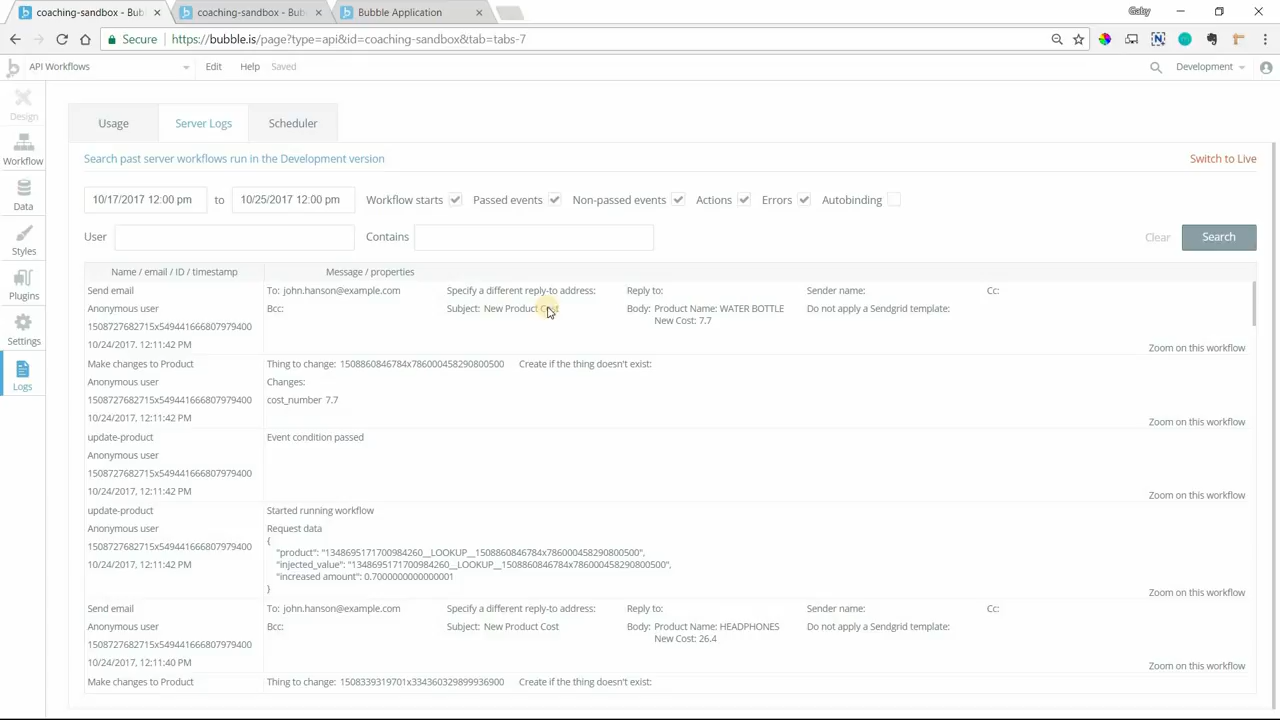 coaching-sandbox - Bubb
coaching-sandbox - Bubb
Bubble Application
Gaby
Secure
https://bubble.is/page?type=api&id=coaching-sandbox&tab=tabs-7
API Workflows
Edit
Help
Saved
Development
Design
Workflow
Data
Styles
Plugins
Settings
Logs
Usage
Server Logs
Scheduler
Search past server workflows run in the Development version
Switch to Live
10/17/2017 12:00 pm to 10/25/2017 12:00 pm Workflow starts Passed events Non-passed events Actions Errors Autobinding
User Contains Clear Search
Name / email / ID / timestamp Message / properties
Send email To: john.hanson@example.com Specify a different reply-to address: Reply to: Sender name: Cc:
Anonymous user Bcc: Subject: New Product Cost Body: Product Name: WATER BOTTLE Do not apply a Sendgrid template:
New Cost: 7.7
1508727682715x549441666807979400
10/24/2017, 12:11:42 PM
Zoom on this workflow
Make changes to Product Thing to change: 1508860846784x786000458290800500 Create if the thing doesn't exist:
Anonymous user Changes:
1508727682715x549441666807979400 cost_number 7.7
10/24/2017, 12:11:42 PM
Zoom on this workflow
update-product Event condition passed
Anonymous user
1508727682715x549441666807979400
10/24/2017, 12:11:42 PM
Zoom on this workflow
update-product Started running workflow
Anonymous user Request data
{
1508727682715x549441666807979400
"product": "1348695171700984260__LOOKUP__1508860846784x786000458290800500",
10/24/2017, 12:11:42 PM "injected_value": "1348695171700984260__LOOKUP__1508860846784x786000458290800500",
"increased amount": 0.7000000000000001
}
Zoom on this workflow
Send email To: john.hanson@example.com Specify a different reply-to address: Reply to: Sender name: Cc:
Anonymous user Bcc: Subject: New Product Cost Body: Product Name: HEADPHONES Do not apply a Sendgrid template:
New Cost: 26.4
1508727682715x549441666807979400
10/24/2017, 12:11:40 PM
Zoom on this workflow
Make changes to Product Thing to change: 1508339319701x334360329899936900 Create if the thing doesn't exist: